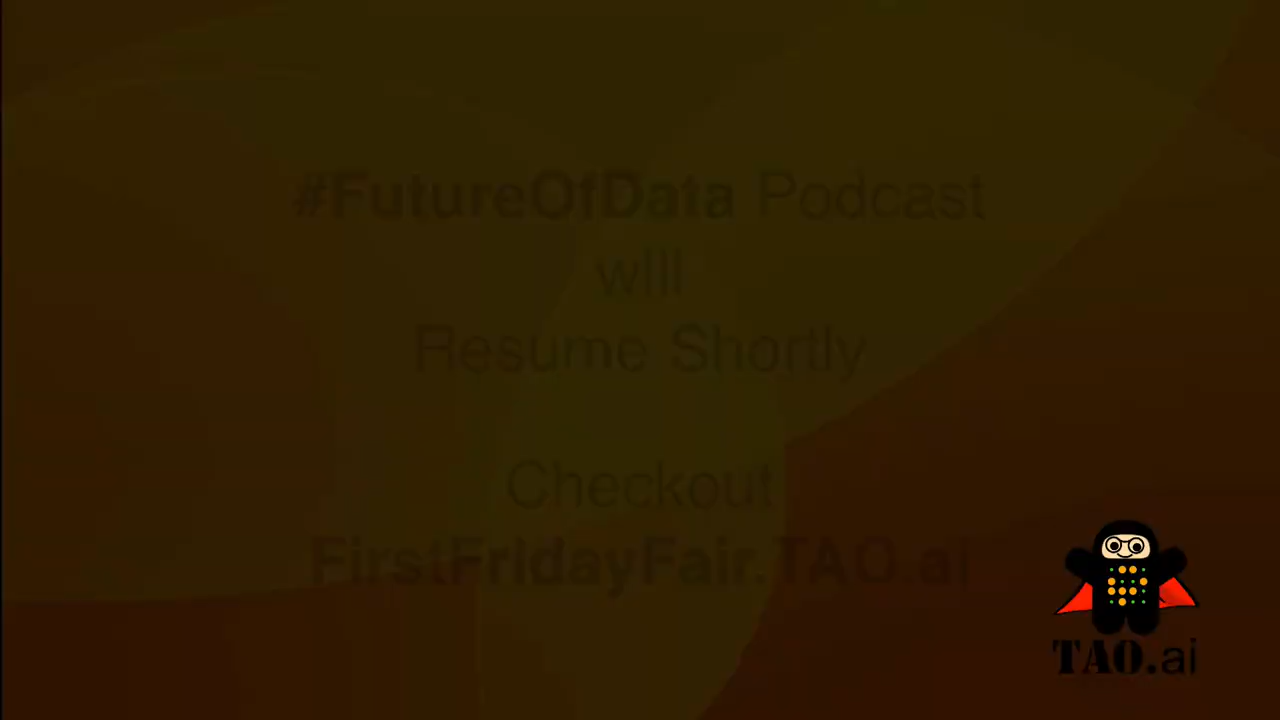 #FutureOfData Podcast
will
Resume Shortly
Checkout
FirstFridayFair.TAO.ai
TAO.ai